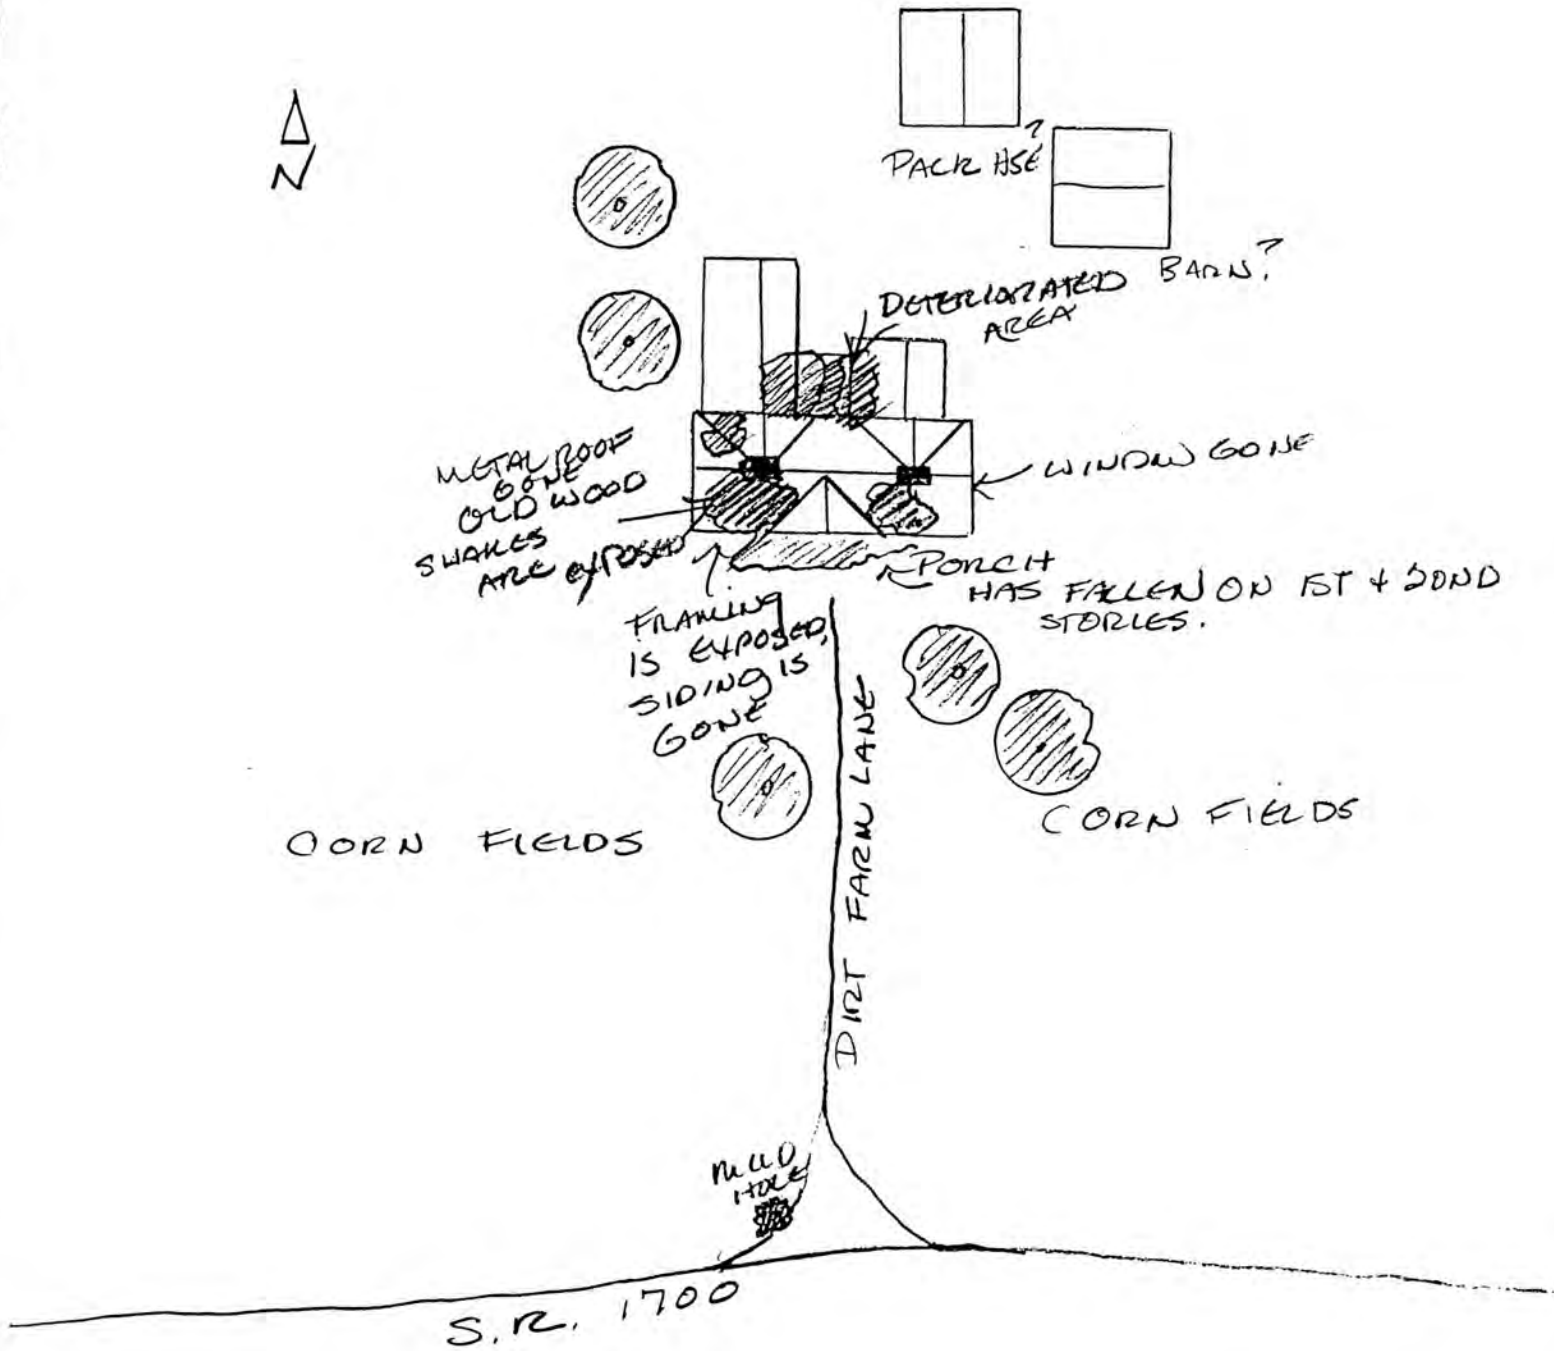 N
PACK HSE ?
BARN ?
DETERIORATED
AREA
METAL ROOF
GONE
OLD WOOD
SHAKES
ARE EXPOSED
WINDOW GONE
PORCH
HAS FALLEN ON 1ST + 20ND
STORIES.
FRAMING
IS EXPOSED,
SIDING IS
GONE
DIRT FARM LANE
CORN FIELDS
CORN FIELDS
MUD
HOLE
S.R. 1700